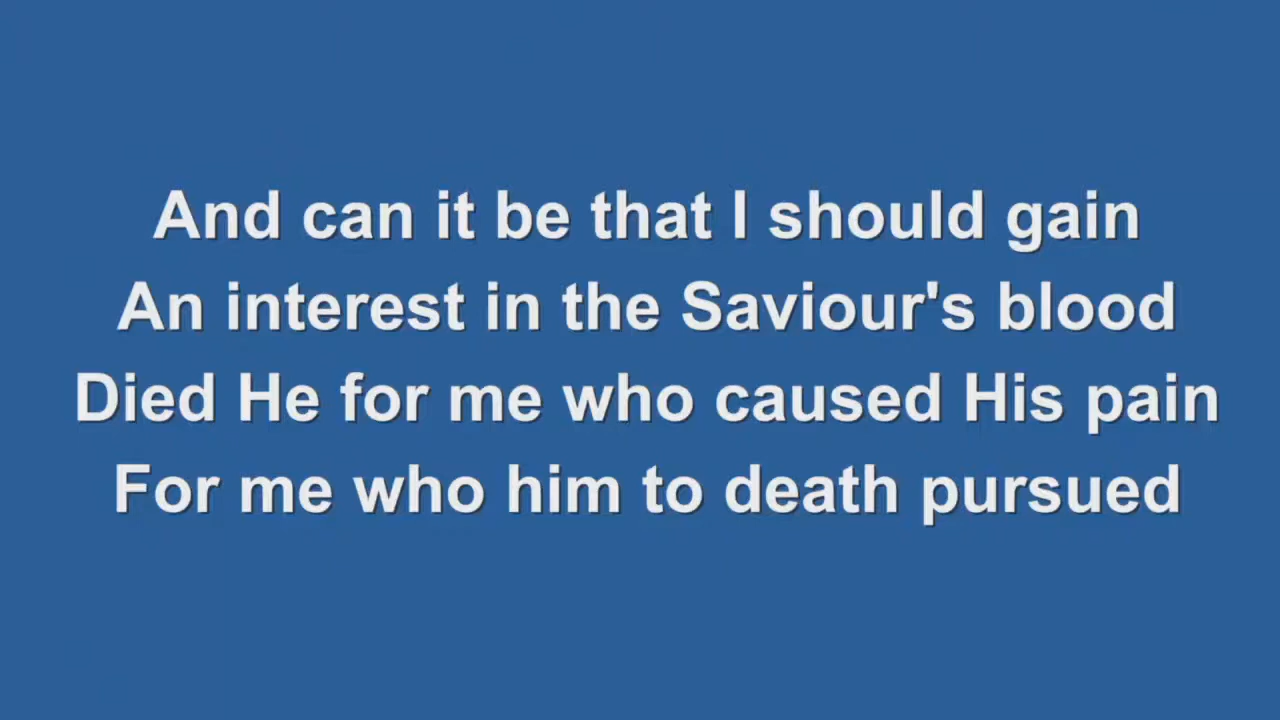 And can it be that I should gain
An interest in the Saviour's blood
Died He for me who caused His pain
For me who him to death pursued